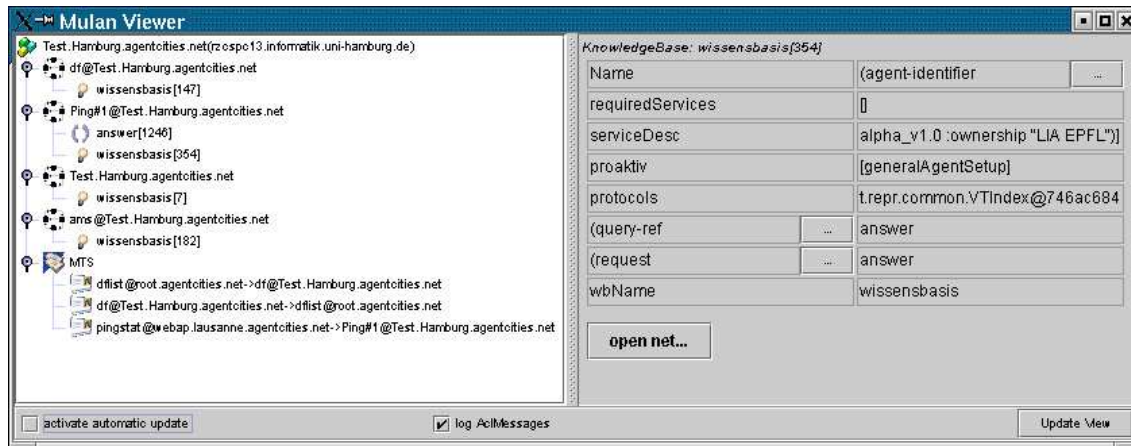 Mulan Viewer
Test.Hamburg.agentcities.net(rzcspc13.informatik.uni-hamburg.de)
df@Test.Hamburg.agentcities.net
wissensbasis[147]
Ping#1@Test.Hamburg.agentcities.net
answer[1246]
wissensbasis[354]
Test.Hamburg.agentcities.net
wissensbasis[7]
ams@Test.Hamburg.agentcities.net
wissensbasis[182]
MTS
dflist@root.agentcities.net->df@Test.Hamburg.agentcities.net
df@Test.Hamburg.agentcities.net->dflist@root.agentcities.net
pingstat@webap.lausanne.agentcities.net->Ping#1@Test.Hamburg.agentcities.net
KnowledgeBase: wissensbasis[354]
Name (agent-identifier ...
requiredServices []
serviceDesc alpha_v1.0 :ownership "LIA EPFL")]
proaktiv [generalAgentSetup]
protocols t.repr.common.VTIndex@746ac684
(query-ref ... answer
(request ... answer
wbName wissensbasis
open net...
activate automatic update log AclMessages Update View